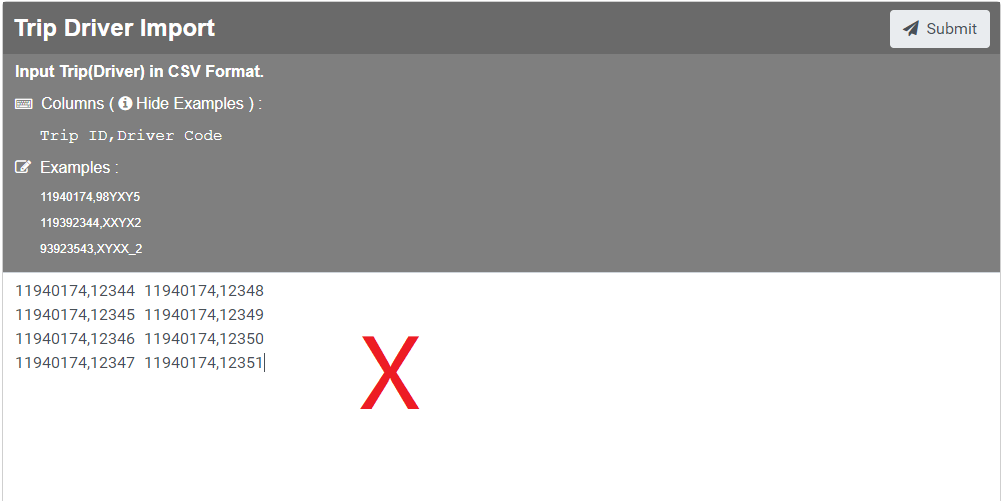 Trip Driver Import
Submit
Input Trip(Driver) in CSV Format.
Columns ( Hide Examples ) :
Trip ID,Driver Code
Examples :
11940174,98YXY5
119392344,XXYX2
93923543,XYXX_2
11940174,12344 11940174,12348
11940174,12345 11940174,12349
11940174,12346 11940174,12350
11940174,12347 11940174,12351
X